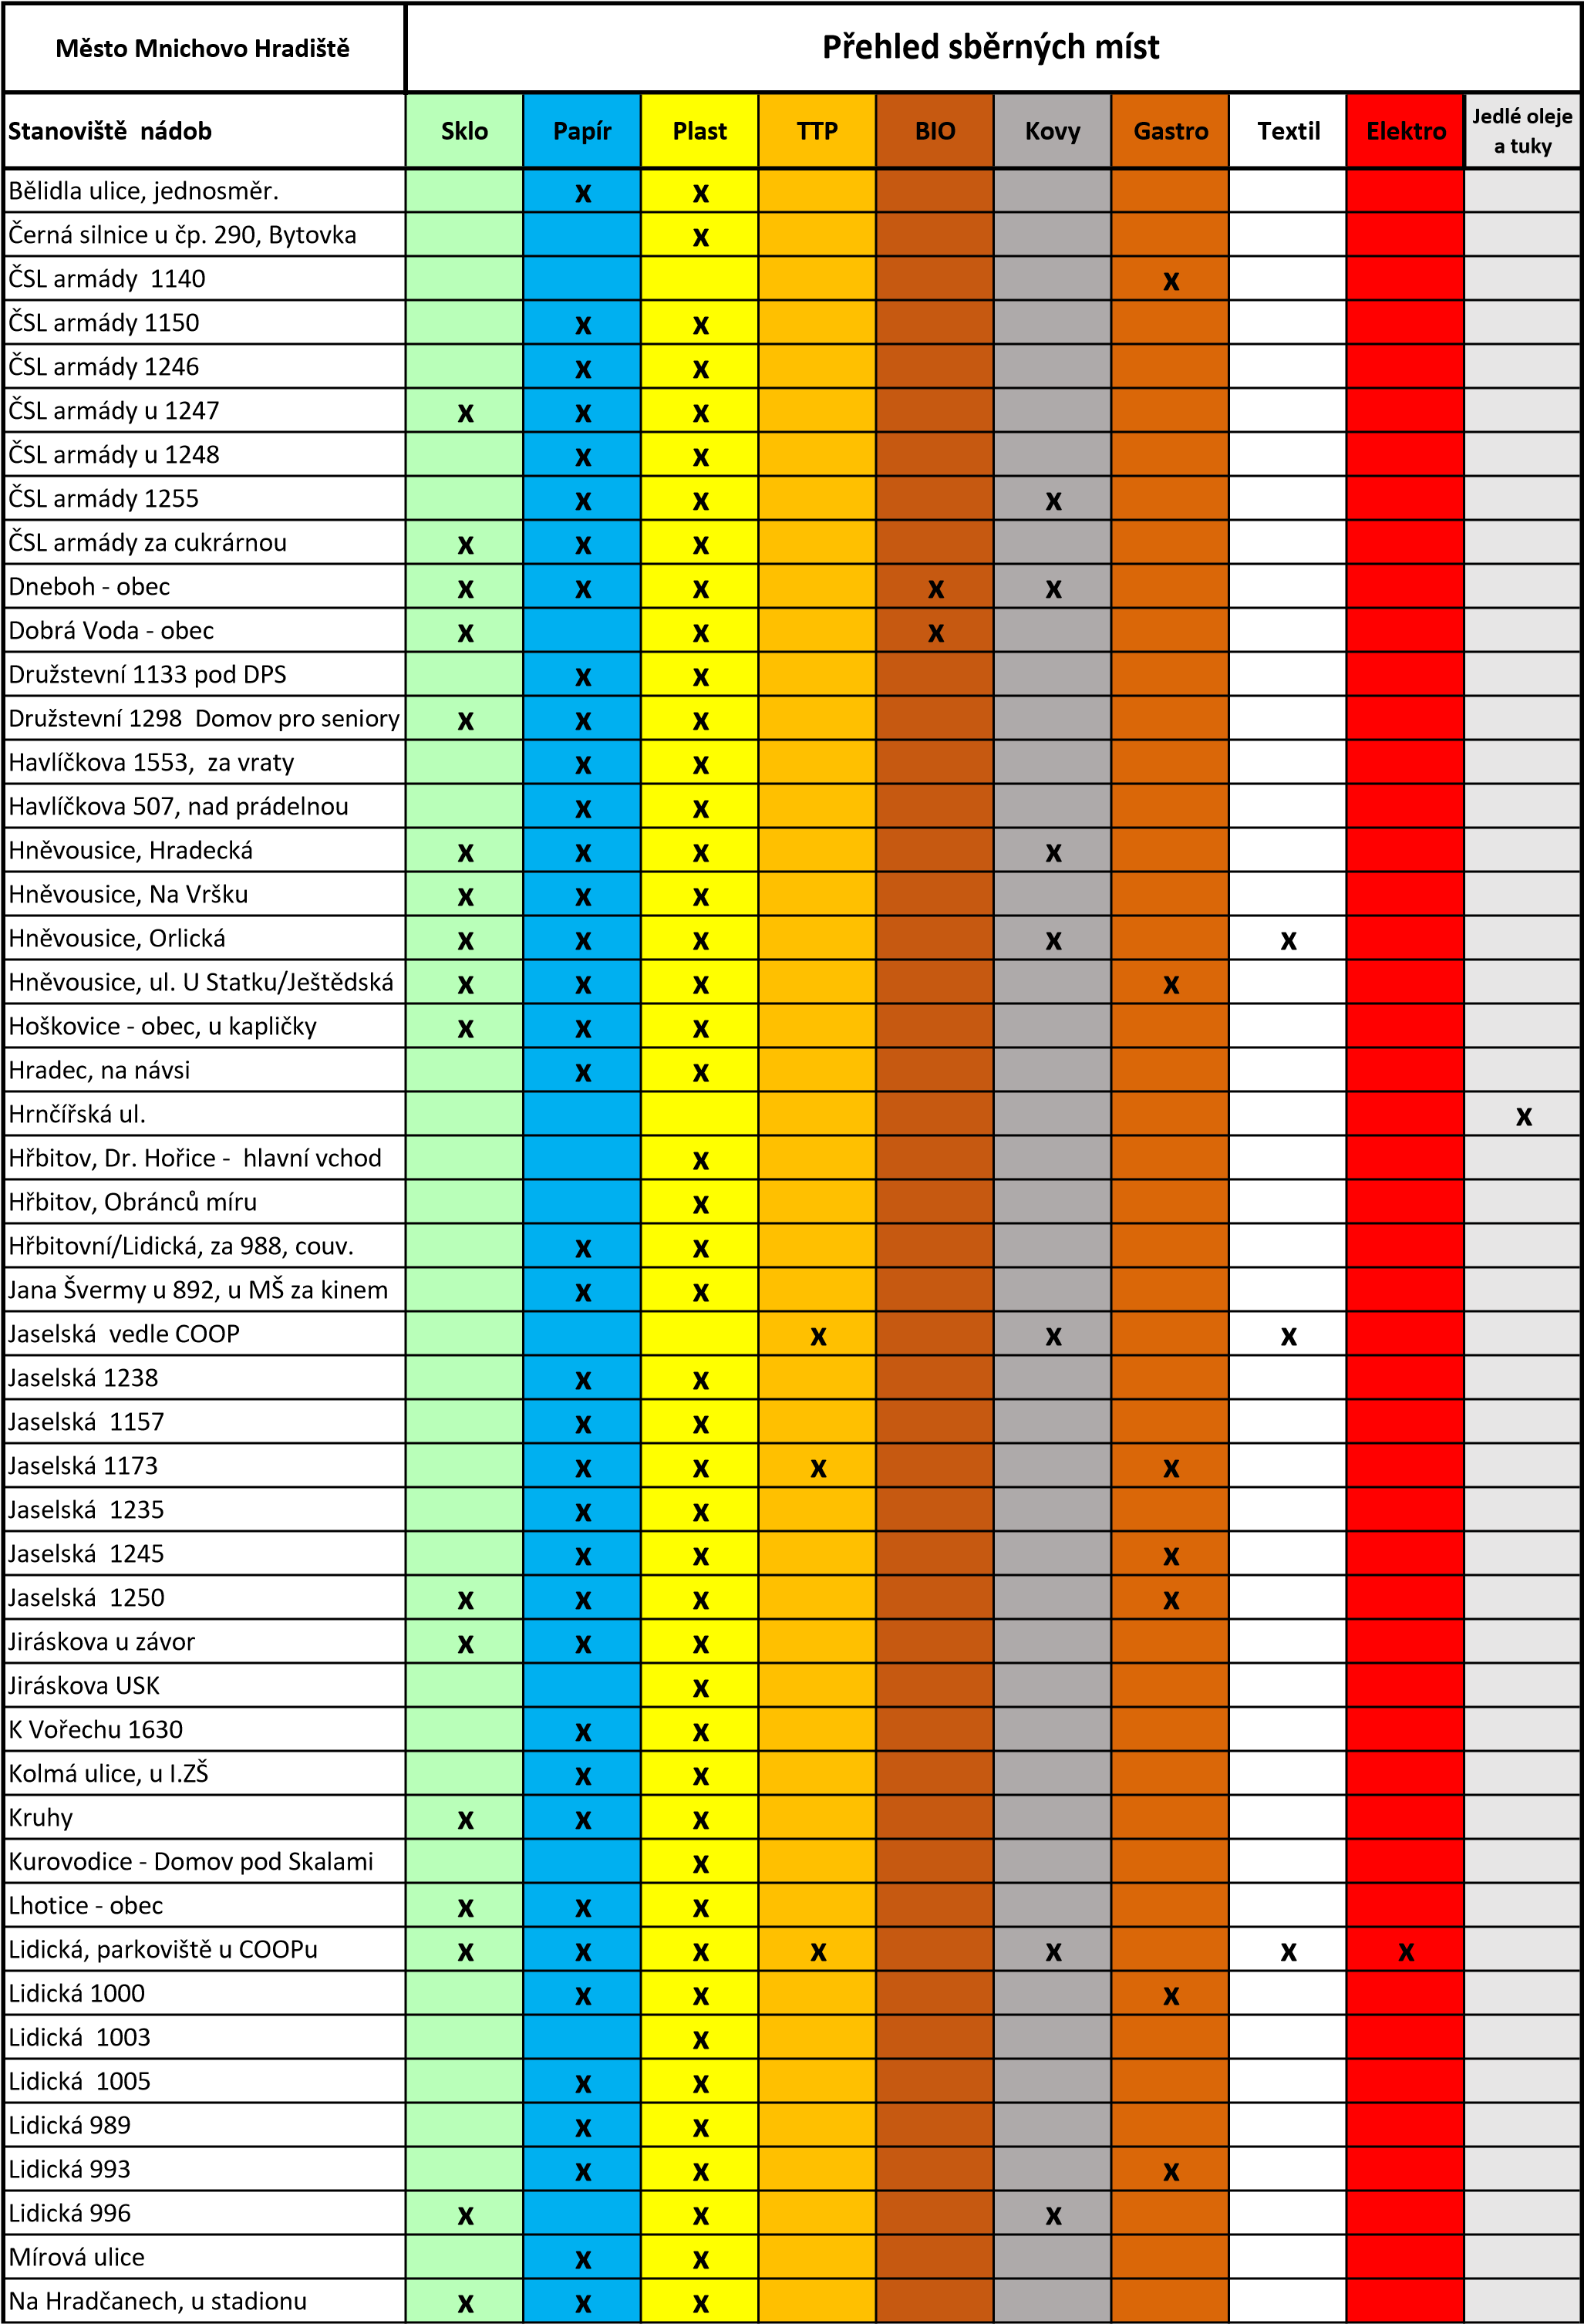 Město Mnichovo Hradiště Přehled sběrných míst
Stanoviště nádob Sklo Papír Plast TTP BIO Kovy Gastro Textil Elektro Jedlé oleje
a tuky
Bělidla ulice, jednosměr. x x
Černá silnice u čp. 290, Bytovka x
ČSL armády 1140 x
ČSL armády 1150 x x
ČSL armády 1246 x x
ČSL armády u 1247 x x x
ČSL armády u 1248 x x
ČSL armády 1255 x x x
ČSL armády za cukrárnou x x x
Dneboh - obec x x x x x
Dobrá Voda - obec x x x
Družstevní 1133 pod DPS x x
Družstevní 1298 Domov pro seniory x x x
Havlíčkova 1553, za vraty x x
Havlíčkova 507, nad prádelnou x x
Hněvousice, Hradecká x x x x
Hněvousice, Na Vršku x x x
Hněvousice, Orlická x x x x x
Hněvousice, ul. U Statku/Ještědská x x x x
Hoškovice - obec, u kapličky x x x
Hradec, na návsi x x
Hrnčířská ul. x
Hřbitov, Dr. Hořice - hlavní vchod x
Hřbitov, Obránců míru x
Hřbitovní/Lidická, za 988, couv. x x
Jana Švermy u 892, u MŠ za kinem x x
Jaselská vedle COOP x x x
Jaselská 1238 x x
Jaselská 1157 x x
Jaselská 1173 x x x x
Jaselská 1235 x x
Jaselská 1245 x x x
Jaselská 1250 x x x x
Jiráskova u závor x x x
Jiráskova USK x
K Vořechu 1630 x x
Kolmá ulice, u I.ZŠ x x
Kruhy x x x
Kurovodice - Domov pod Skalami x
Lhotice - obec x x x
Lidická, parkoviště u COOPu x x x x x x x
Lidická 1000 x x x
Lidická 1003 x
Lidická 1005 x x
Lidická 989 x x
Lidická 993 x x x
Lidická 996 x x x
Mírová ulice x x
Na Hradčanech, u stadionu x x x